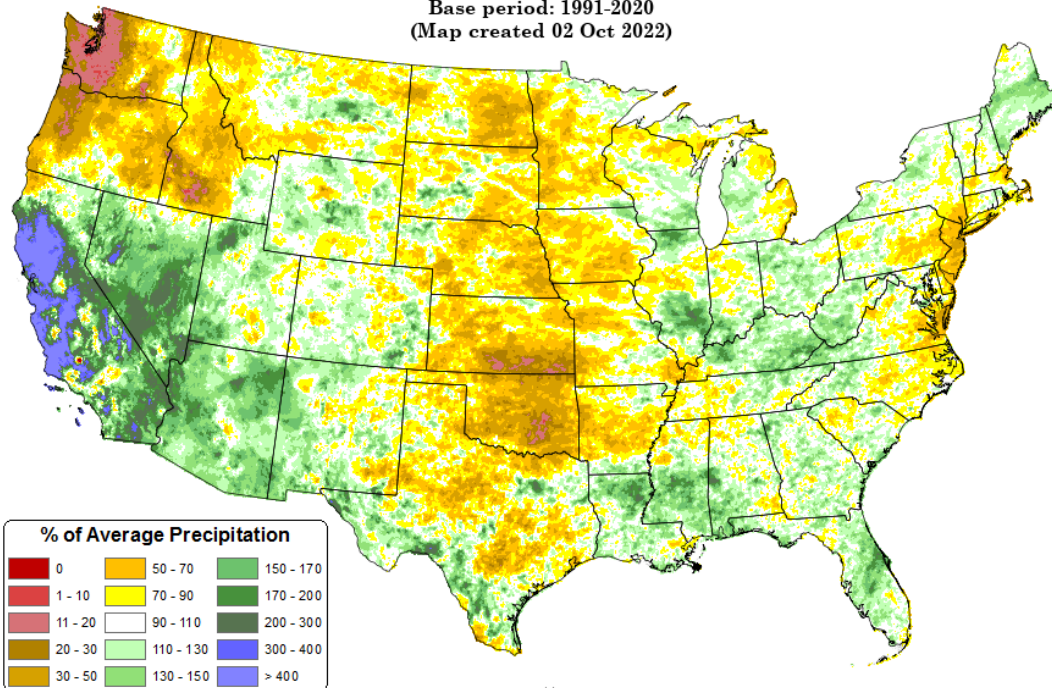 Base period: 1991-2020
(Map created 02 Oct 2022)
% of Average Precipitation
0
1 - 10
11 - 20
20 - 30
30 - 50
50 - 70
70 - 90
90 - 110
110 - 130
130 - 150
150 - 170
170 - 200
200 - 300
300 - 400
> 400